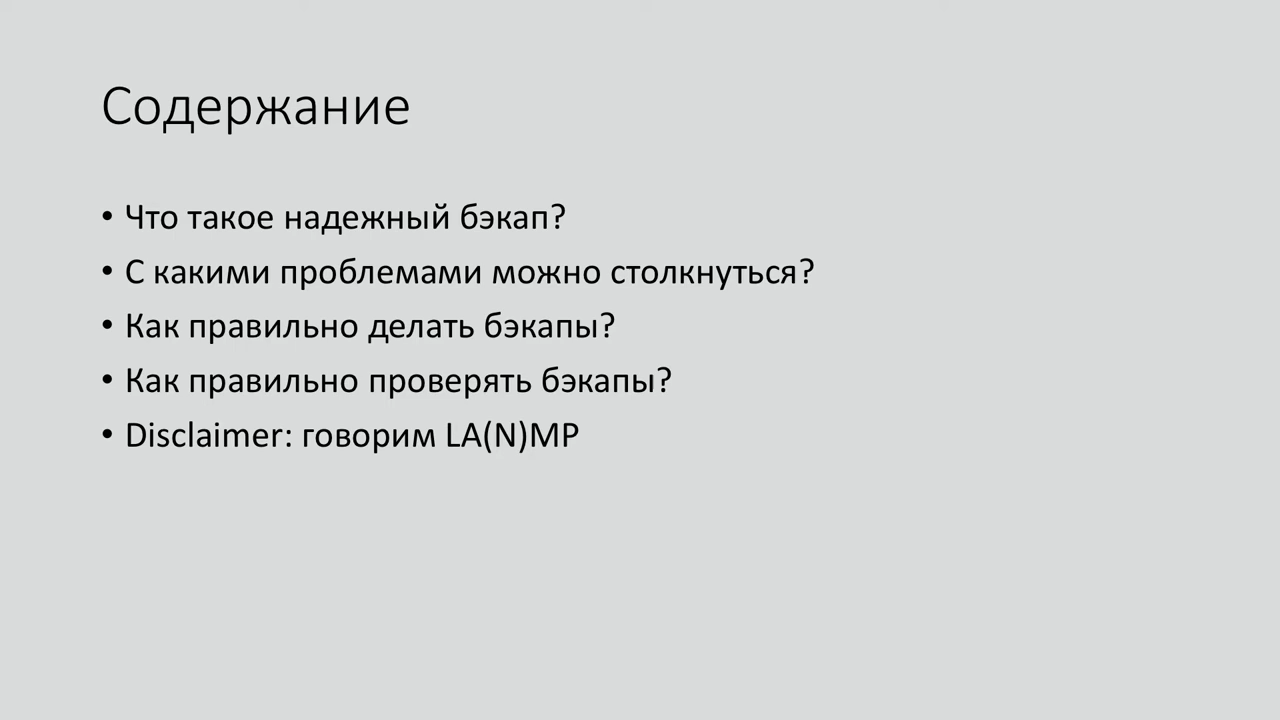 Содержание
• Что такое надежный бэкап?
• С какими проблемами можно столкнуться?
• Как правильно делать бэкапы?
• Как правильно проверять бэкапы?
• Disclaimer: говорим LA(N)MP